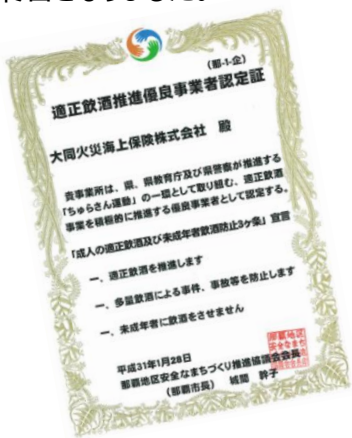 (那-1-企)
適正飲酒推進優良事業者認定証
大同火災海上保険株式会社 殿
貴事業所は、県、県教育庁及び県警察が推進する
「ちゅらさん運動」の一環として取り組む、適正飲酒
事業を積極的に推進する優良事業者として認定する。
「成人の適正飲酒及び未成年者飲酒防止3ヶ条」宣言
一、適正飲酒を推進します
一、多量飲酒による事件、事故等を防止します
一、未成年者に飲酒をさせません
平成31年1月28日
那覇地区安全なまちづくり推進協議会会長
(那覇市長) 城間 幹子